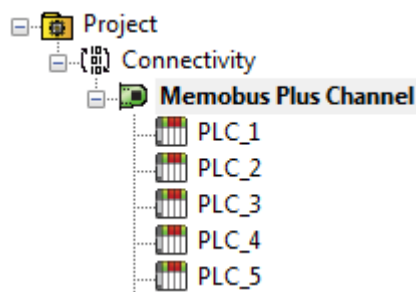 Project
Connectivity
Memobus Plus Channel
PLC_1
PLC_2
PLC_3
PLC_4
PLC_5